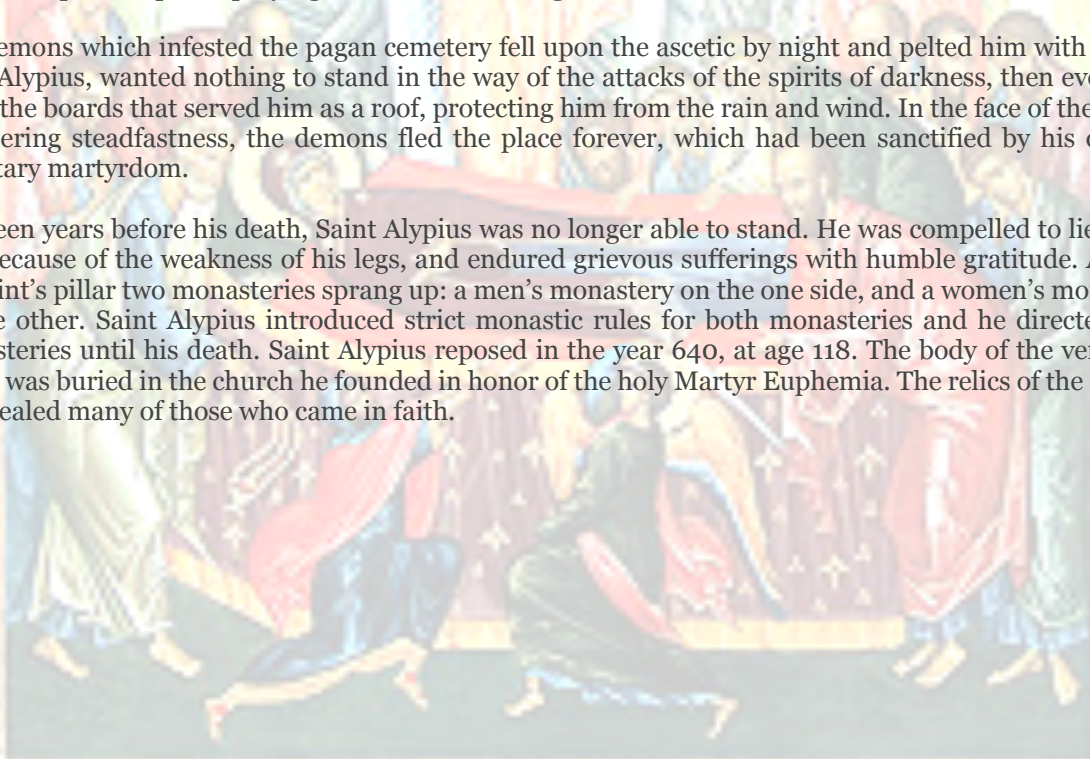 emons which infested the pagan cemetery fell upon the ascetic by night and pelted him with
Alypius, wanted nothing to stand in the way of the attacks of the spirits of darkness, then eve
the boards that served him as a roof, protecting him from the rain and wind. In the face of the
ering steadfastness, the demons fled the place forever, which had been sanctified by his
tary martyrdom.
een years before his death, Saint Alypius was no longer able to stand. He was compelled to lie
ecause of the weakness of his legs, and endured grievous sufferings with humble gratitude.
int’s pillar two monasteries sprang up: a men’s monastery on the one side, and a women’s mo
e other. Saint Alypius introduced strict monastic rules for both monasteries and he directe
steries until his death. Saint Alypius reposed in the year 640, at age 118. The body of the ve
was buried in the church he founded in honor of the holy Martyr Euphemia. The relics of the
ealed many of those who came in faith.